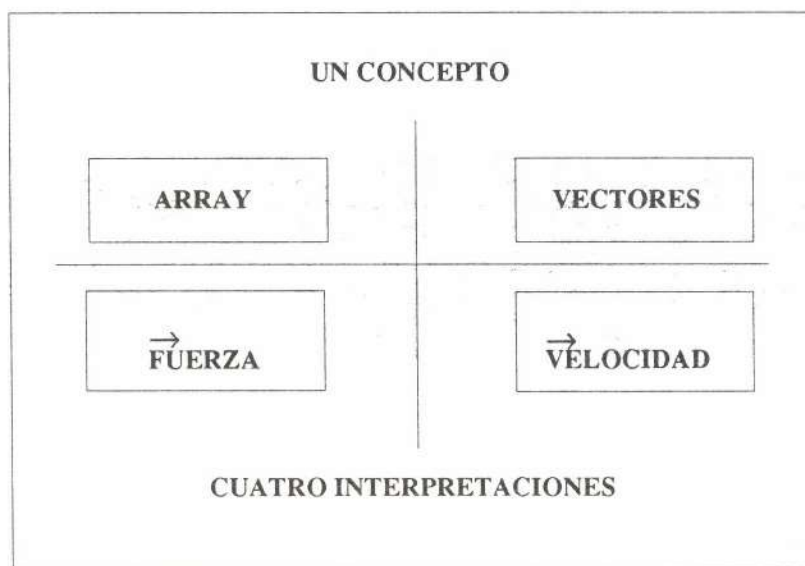 UN CONCEPTO
ARRAY
VECTORES
FUERZA
VELOCIDAD
CUATRO INTERPRETACIONES